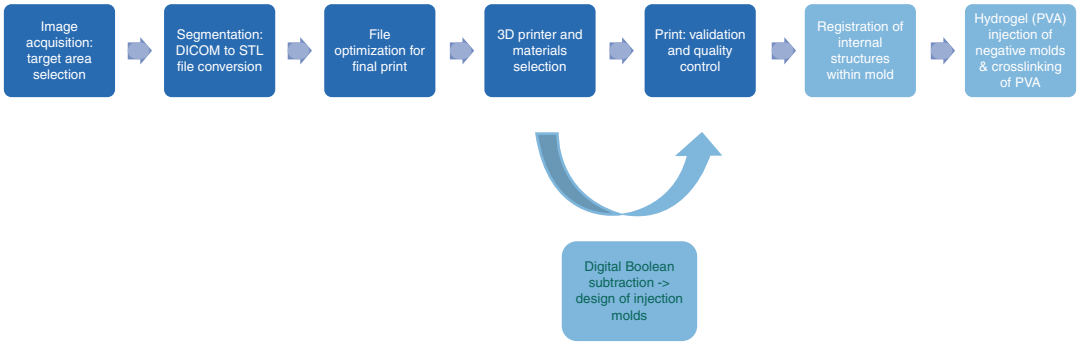 Image
acquisition:
target area
selection
Segmentation:
DICOM to STL
file conversion
File
optimization for
final print
3D printer and
materials
selection
Print: validation
and quality
control
Registration of
internal
structures
within mold
Hydrogel (PVA)
injection of
negative molds
& crosslinking
of PVA
Digital Boolean
subtraction ->
design of injection
molds